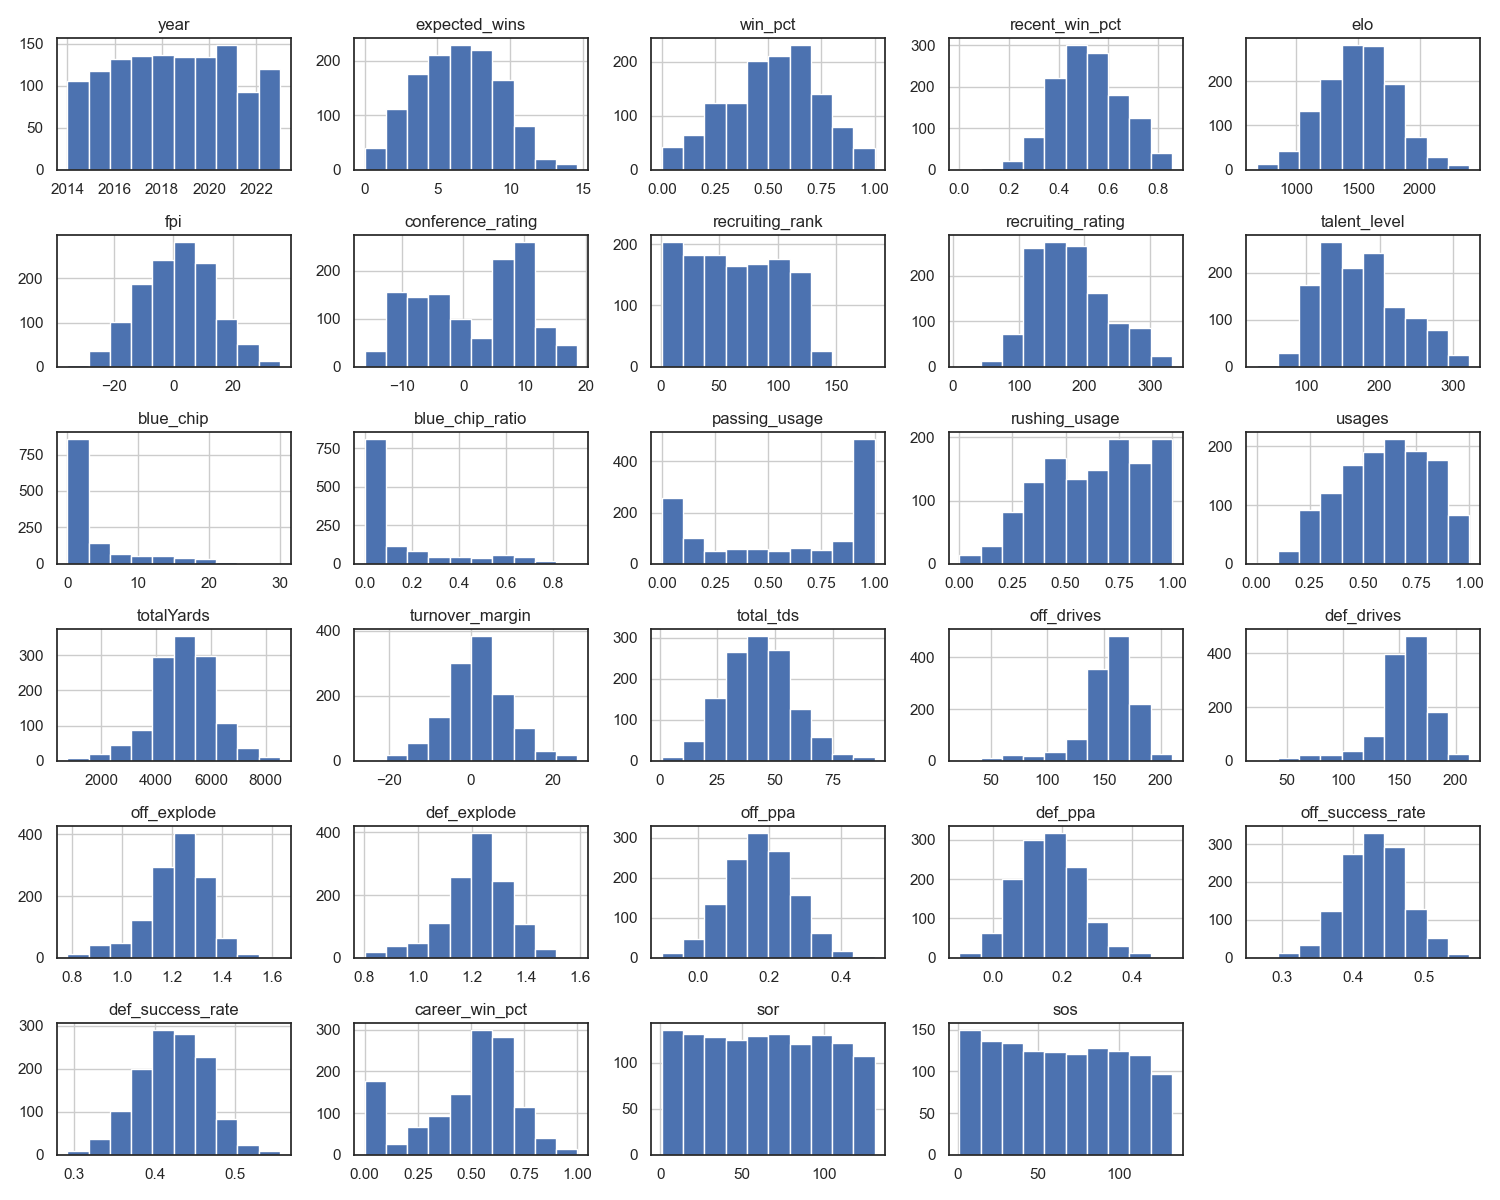 year expected_wins win_pct recent_win_pct elo
150 100 50 0
200 100 0
200 100 0
300 200 100 0
200 100 0
2014 2016 2018 2020 2022
0 5 10 15
0.00 0.25 0.50 0.75 1.00
0.0 0.2 0.4 0.6 0.8
1000 1500 2000
fpi conference_rating recruiting_rank recruiting_rating talent_level
200 100 0
200 100 0
200 100 0
200 100 0
200 100 0
−20 0 20
−10 0 10 20
0 50 100 150
0 100 200 300
100 200 300
blue_chip blue_chip_ratio passing_usage rushing_usage usages
750 500 250 0
750 500 250 0
400 200 0
200 100 0
200 100 0
0 10 20 30
0.0 0.2 0.4 0.6 0.8
0.00 0.25 0.50 0.75 1.00
0.00 0.25 0.50 0.75 1.00
0.00 0.25 0.50 0.75 1.00
totalYards turnover_margin total_tds off_drives def_drives
300 200 100 0
400 200 0
300 200 100 0
400 200 0
400 200 0
2000 4000 6000 8000
−20 0 20
0 25 50 75
50 100 150 200
50 100 150 200
off_explode def_explode off_ppa def_ppa off_success_rate
400 200 0
400 200 0
300 200 100 0
300 200 100 0
300 200 100 0
0.8 1.0 1.2 1.4 1.6
0.8 1.0 1.2 1.4 1.6
0.0 0.2 0.4
0.0 0.2 0.4
0.3 0.4 0.5
def_success_rate career_win_pct sor sos
300 200 100 0
300 200 100 0
100 50 0
150 100 50 0
0.3 0.4 0.5
0.00 0.25 0.50 0.75 1.00
0 50 100
0 50 100